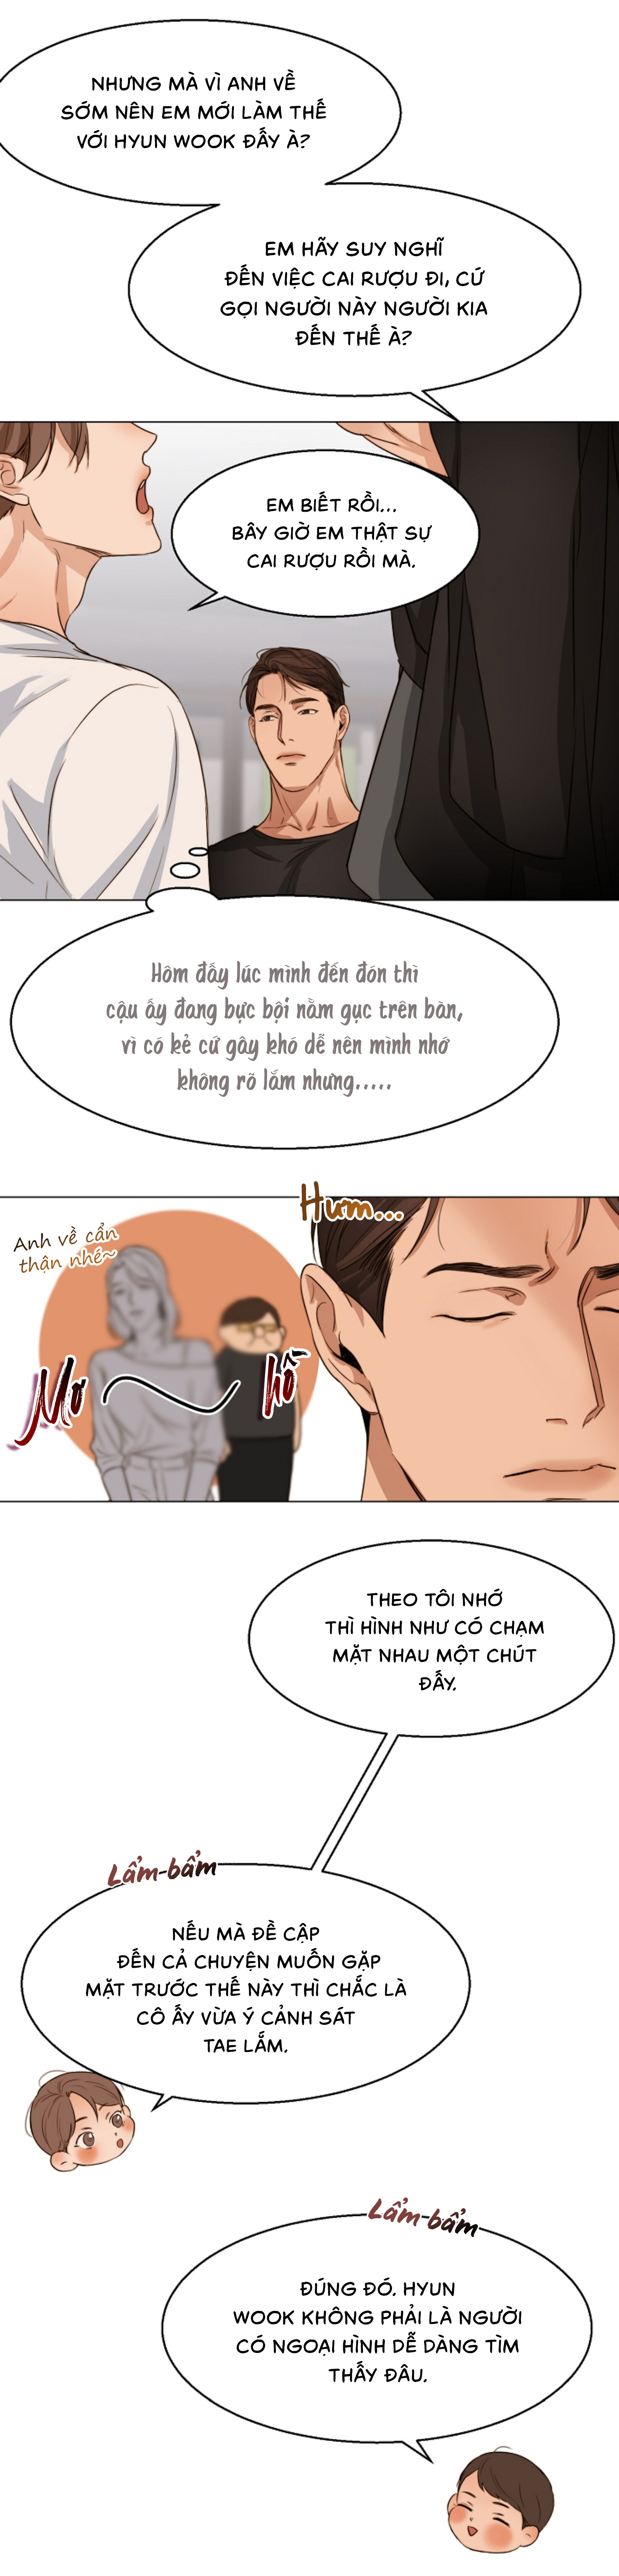 NHƯNG MÀ VÌ ANH VỀ
SỚM NÊN EM MỚI LÀM THẾ
VỚI HYUN WOOK ĐẤY À?
EM HÃY SUY NGHĨ
ĐẾN VIỆC CAI RƯỢU ĐI, CỨ
GỌI NGƯỜI NÀY NGƯỜI KIA
ĐẾN THẾ À?
EM BIẾT RỒI...
BÂY GIỜ EM THẬT SỰ
CAI RƯỢU RỒI MÀ.
Hôm đấy lúc mình đến đón thì
cậu ấy đang bực bội nằm gục trên bàn,
vì có kẻ cứ gây khó dễ nên mình nhớ
không rõ lắm nhưng.....
Hum...
Anh về cẩn
thận nhé~
Mơ ~ hồ
THEO TÔI NHỚ
THÌ HÌNH NHƯ CÓ CHẠM
MẶT NHAU MỘT CHÚT
ĐẤY.
Lẩm-bẩm
NẾU MÀ ĐỀ CẬP
ĐẾN CẢ CHUYỆN MUỐN GẶP
MẶT TRƯỚC THẾ NÀY THÌ CHẮC LÀ
CÔ ẤY VỪA Ý CẢNH SÁT
TAE LẮM.
Lẩm-bẩm
ĐÚNG ĐÓ. HYUN
WOOK KHÔNG PHẢI LÀ NGƯỜI
CÓ NGOẠI HÌNH DỄ DÀNG TÌM
THẤY ĐÂU.